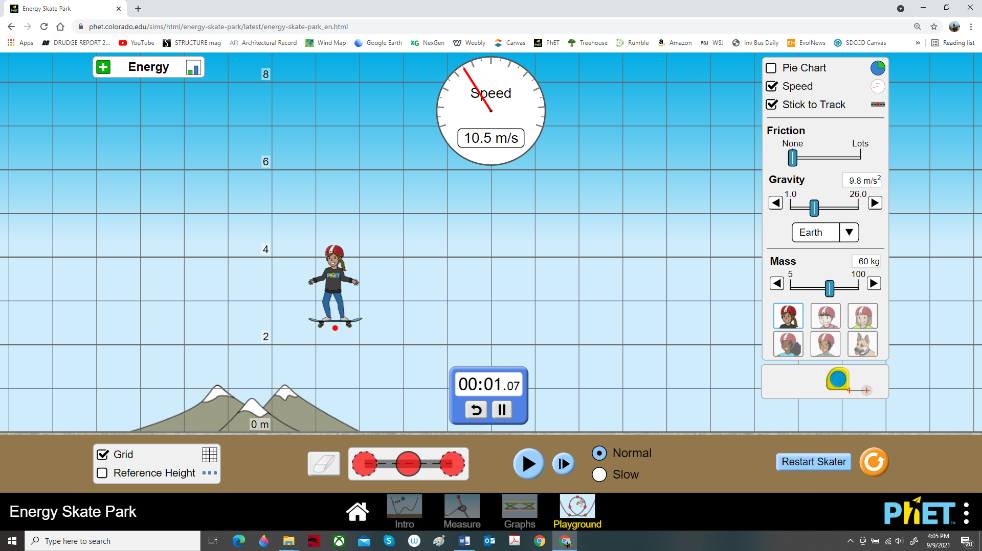 Energy Skate Park
phet.colorado.edu/sims/html/energy-skate-park/latest/energy-skate-park_en.html
Apps DRUDGE REPORT 2... YouTube STRUCTURE mag AR Architectural Record Wind Map Google Earth XG NexGen Weebly Canvas PhET Treehouse Rumble Amazon WSJ Inv Bus Daily EvolNews SDCCD Canvas » Reading list
Energy
8
6
4
2
0 m
Speed
10.5 m/s
00:01.07
Pie Chart
Speed
Stick to Track
Friction
None Lots
Gravity 9.8 m/s²
1.0 26.0
Earth
Mass 60 kg
5 100
Grid
Reference Height
Normal
Slow
Restart Skater
Energy Skate Park
Intro Measure Graphs Playground
PhET
Type here to search
4:05 PM
9/9/2021